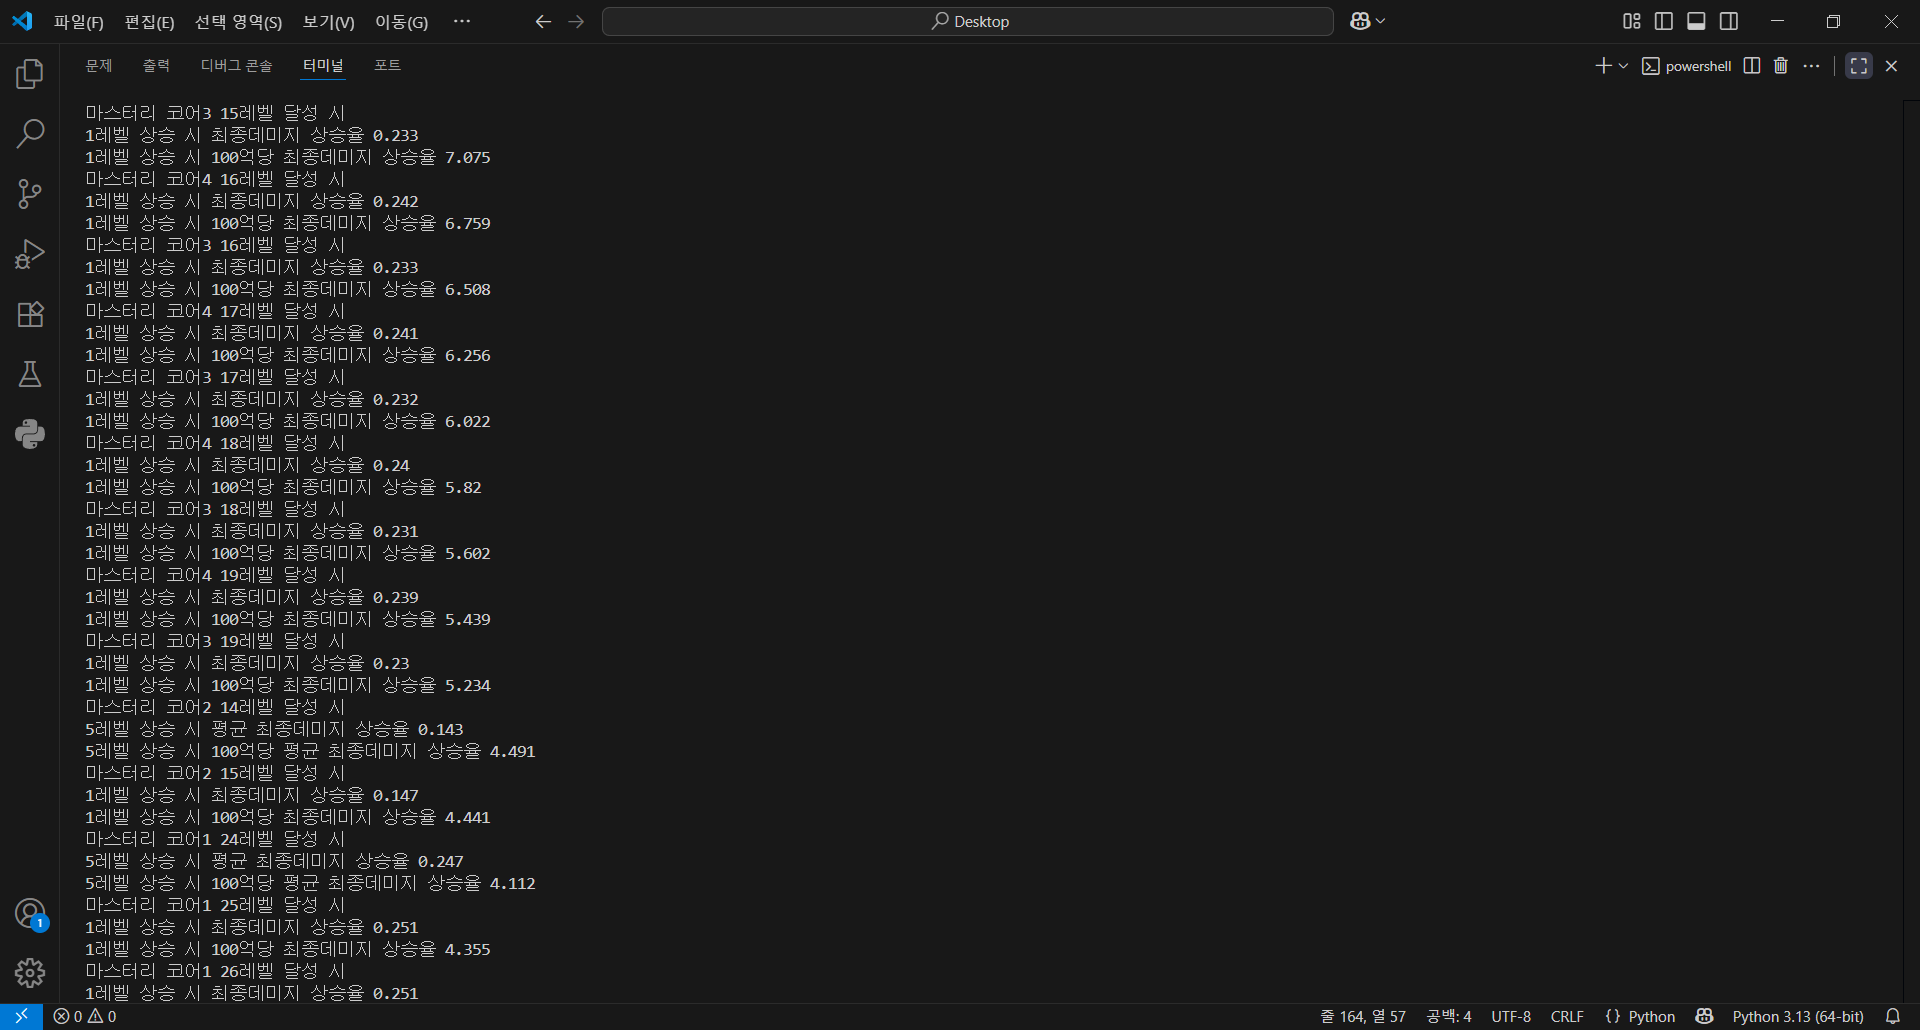 파일(F) 편집(E) 선택 영역(S) 보기(V) 이동(G) ··· Desktop
문제 출력 디버그 콘솔 터미널 포트 powershell
마스터리 코어3 15레벨 달성 시
1레벨 상승 시 최종데미지 상승율 0.233
1레벨 상승 시 100억당 최종데미지 상승율 7.075
마스터리 코어4 16레벨 달성 시
1레벨 상승 시 최종데미지 상승율 0.242
1레벨 상승 시 100억당 최종데미지 상승율 6.759
마스터리 코어3 16레벨 달성 시
1레벨 상승 시 최종데미지 상승율 0.233
1레벨 상승 시 100억당 최종데미지 상승율 6.508
마스터리 코어4 17레벨 달성 시
1레벨 상승 시 최종데미지 상승율 0.241
1레벨 상승 시 100억당 최종데미지 상승율 6.256
마스터리 코어3 17레벨 달성 시
1레벨 상승 시 최종데미지 상승율 0.232
1레벨 상승 시 100억당 최종데미지 상승율 6.022
마스터리 코어4 18레벨 달성 시
1레벨 상승 시 최종데미지 상승율 0.24
1레벨 상승 시 100억당 최종데미지 상승율 5.82
마스터리 코어3 18레벨 달성 시
1레벨 상승 시 최종데미지 상승율 0.231
1레벨 상승 시 100억당 최종데미지 상승율 5.602
마스터리 코어4 19레벨 달성 시
1레벨 상승 시 최종데미지 상승율 0.239
1레벨 상승 시 100억당 최종데미지 상승율 5.439
마스터리 코어3 19레벨 달성 시
1레벨 상승 시 최종데미지 상승율 0.23
1레벨 상승 시 100억당 최종데미지 상승율 5.234
마스터리 코어2 14레벨 달성 시
5레벨 상승 시 평균 최종데미지 상승율 0.143
5레벨 상승 시 100억당 평균 최종데미지 상승율 4.491
마스터리 코어2 15레벨 달성 시
1레벨 상승 시 최종데미지 상승율 0.147
1레벨 상승 시 100억당 최종데미지 상승율 4.441
마스터리 코어1 24레벨 달성 시
5레벨 상승 시 평균 최종데미지 상승율 0.247
5레벨 상승 시 100억당 평균 최종데미지 상승율 4.112
마스터리 코어1 25레벨 달성 시
1레벨 상승 시 최종데미지 상승율 0.251
1레벨 상승 시 100억당 최종데미지 상승율 4.355
마스터리 코어1 26레벨 달성 시
1레벨 상승 시 최종데미지 상승율 0.251
1
0 0 줄 164, 열 57 공백: 4 UTF-8 CRLF {} Python Python 3.13 (64-bit)